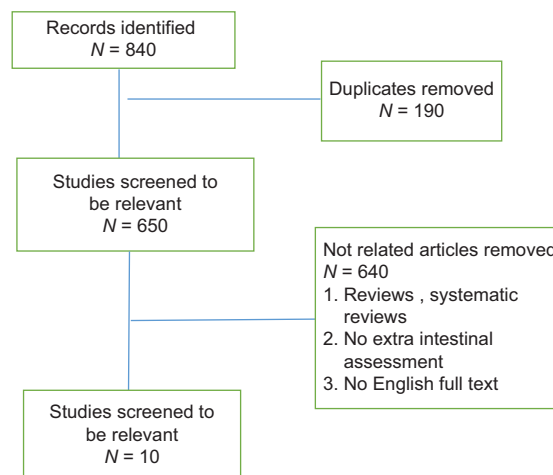 Records identified
N = 840
Duplicates removed
N = 190
Studies screened to
be relevant
N = 650
Not related articles removed
N = 640
1. Reviews , systematic
reviews
2. No extra intestinal
assessment
3. No English full text
Studies screened to
be relevant
N = 10